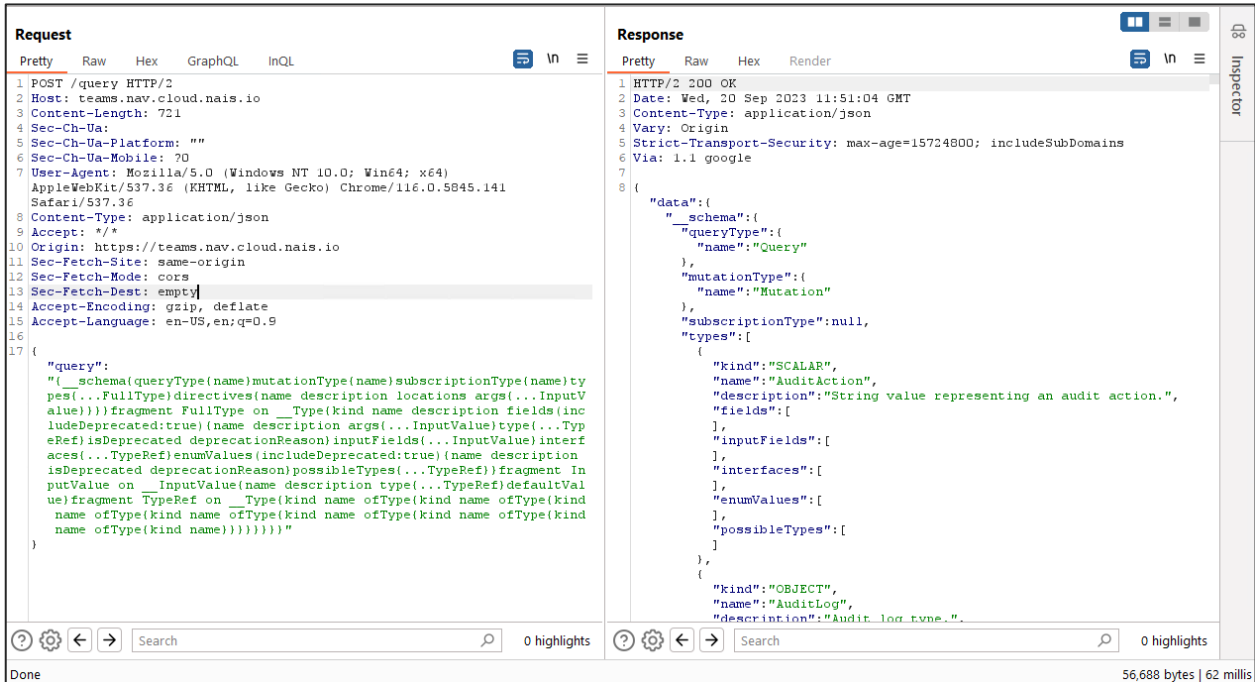 Request
Pretty Raw Hex GraphQL InQL \n
1 POST /query HTTP/2
2 Host: teams.nav.cloud.nais.io
3 Content-Length: 721
4 Sec-Ch-Ua:
5 Sec-Ch-Ua-Platform: ""
6 Sec-Ch-Ua-Mobile: ?0
7 User-Agent: Mozilla/5.0 (Windows NT 10.0; Win64; x64)
AppleWebKit/537.36 (KHTML, like Gecko) Chrome/116.0.5845.141
Safari/537.36
8 Content-Type: application/json
9 Accept: */*
10 Origin: https://teams.nav.cloud.nais.io
11 Sec-Fetch-Site: same-origin
12 Sec-Fetch-Mode: cors
13 Sec-Fetch-Dest: empty
14 Accept-Encoding: gzip, deflate
15 Accept-Language: en-US,en;q=0.9
16
17 {
"query":
"{__schema{queryType{name}mutationType{name}subscriptionType{name}ty
pes{...FullType}directives{name description locations args{...InputV
alue}}}}fragment FullType on __Type{kind name description fields(inc
ludeDeprecated:true){name description args{...InputValue}type{...Typ
eRef}isDeprecated deprecationReason}inputFields{...InputValue}interf
aces{...TypeRef}enumValues(includeDeprecated:true){name description
isDeprecated deprecationReason}possibleTypes{...TypeRef}}fragment In
putValue on __InputValue{name description type{...TypeRef}defaultVal
ue}fragment TypeRef on __Type{kind name ofType{kind name ofType{kind
name ofType{kind name ofType{kind name ofType{kind name ofType{kind
name ofType{kind name}}}}}}}}"
}
Search
0 highlights
Response
Pretty Raw Hex Render \n
1 HTTP/2 200 OK
2 Date: Wed, 20 Sep 2023 11:51:04 GMT
3 Content-Type: application/json
4 Vary: Origin
5 Strict-Transport-Security: max-age=15724800; includeSubDomains
6 Via: 1.1 google
7
8 {
"data":{
"__schema":{
"queryType":{
"name":"Query"
},
"mutationType":{
"name":"Mutation"
},
"subscriptionType":null,
"types":[
{
"kind":"SCALAR",
"name":"AuditAction",
"description":"String value representing an audit action.",
"fields":[
],
"inputFields":[
],
"interfaces":[
],
"enumValues":[
],
"possibleTypes":[
]
},
{
"kind":"OBJECT",
"name":"AuditLog",
"description":"Audit log type.",
Search
0 highlights
Inspector
Done
56,688 bytes | 62 millis